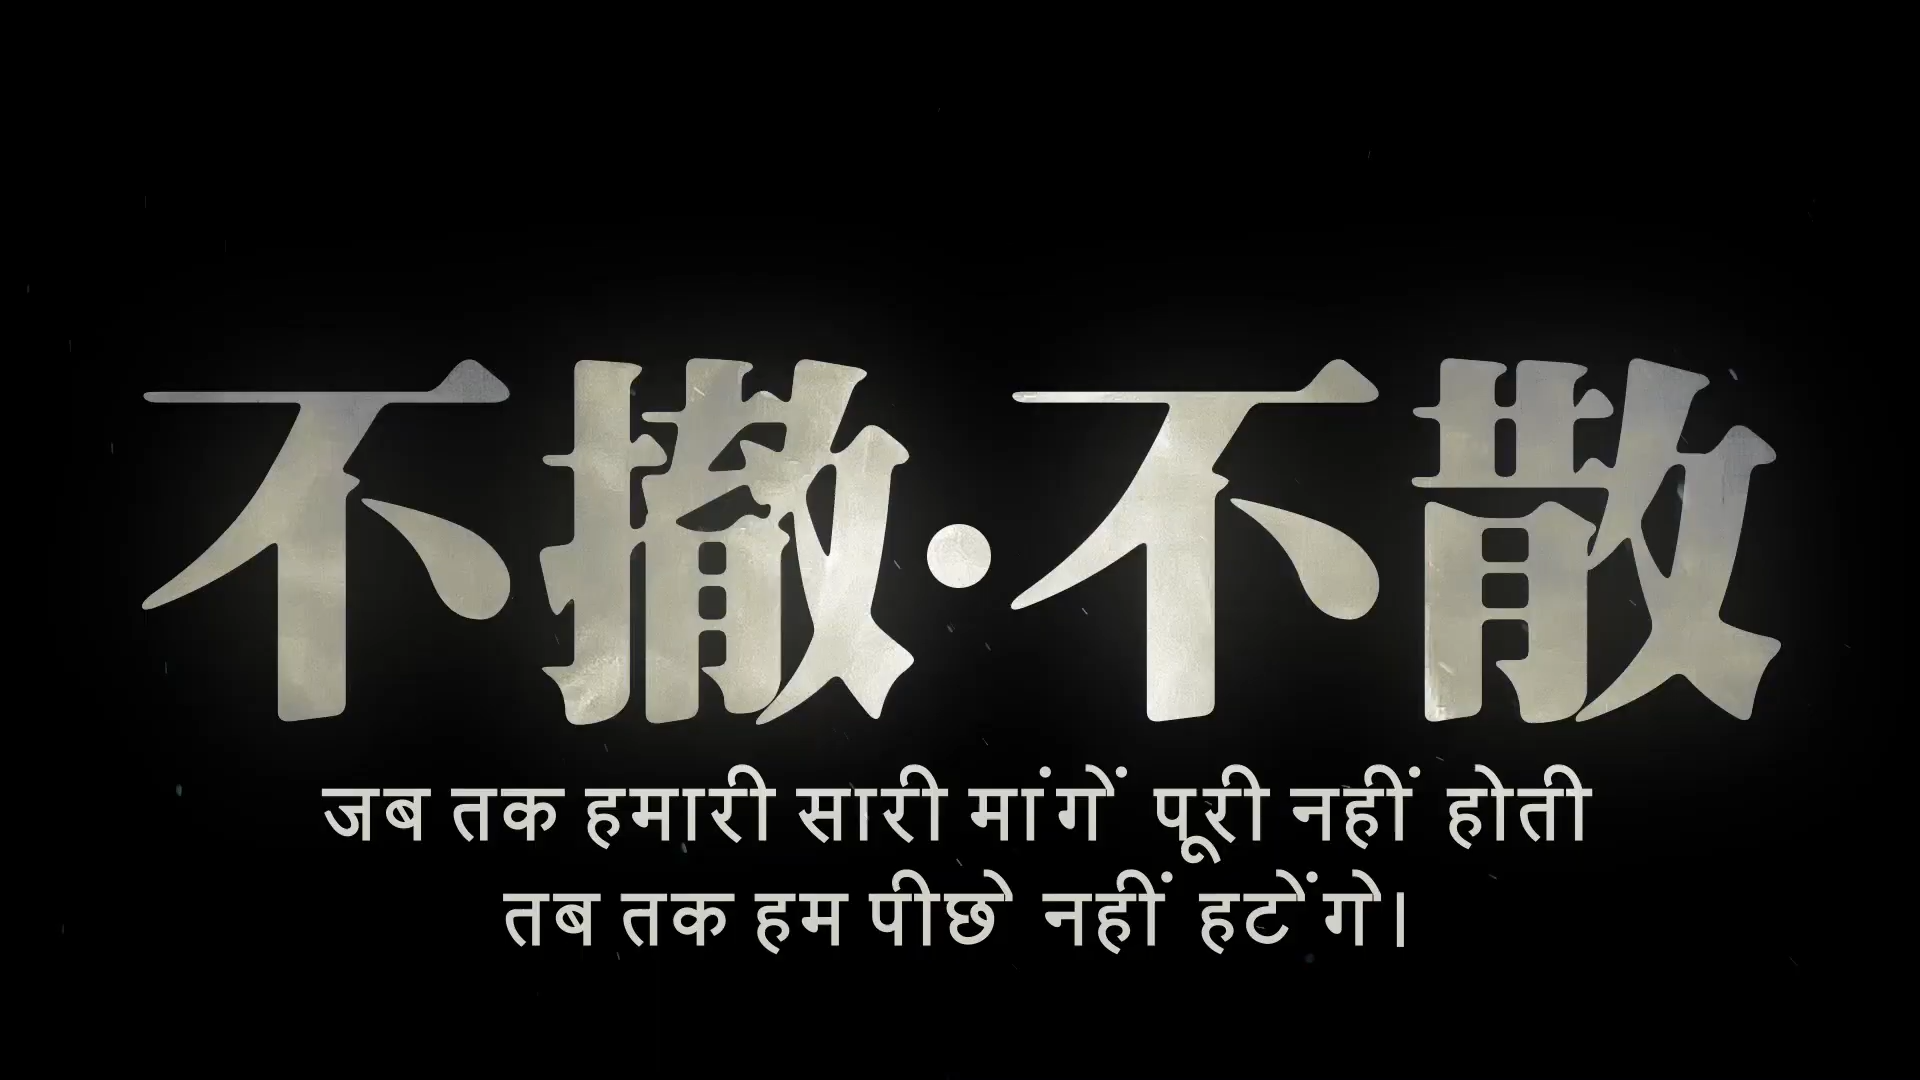 不撤·不散
जब तक हमारी सारी मांगें पूरी नहीं होती
तब तक हम पीछे नहीं हटेंगे।